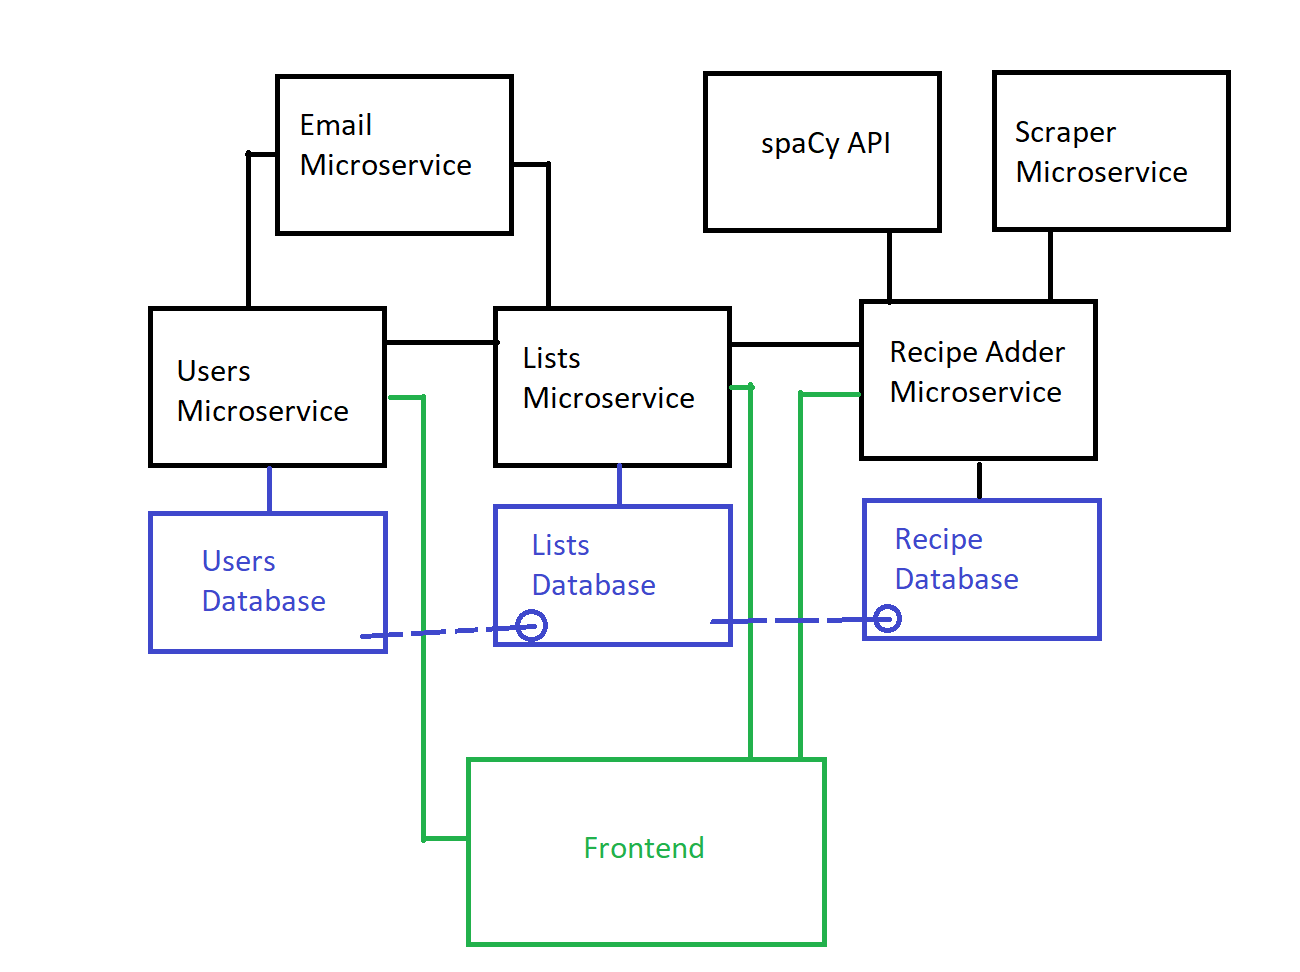 Email
Microservice
spaCy API
Scraper
Microservice
Users
Microservice
Lists
Microservice
Recipe Adder
Microservice
Users
Database
Lists
Database
Recipe
Database
Frontend